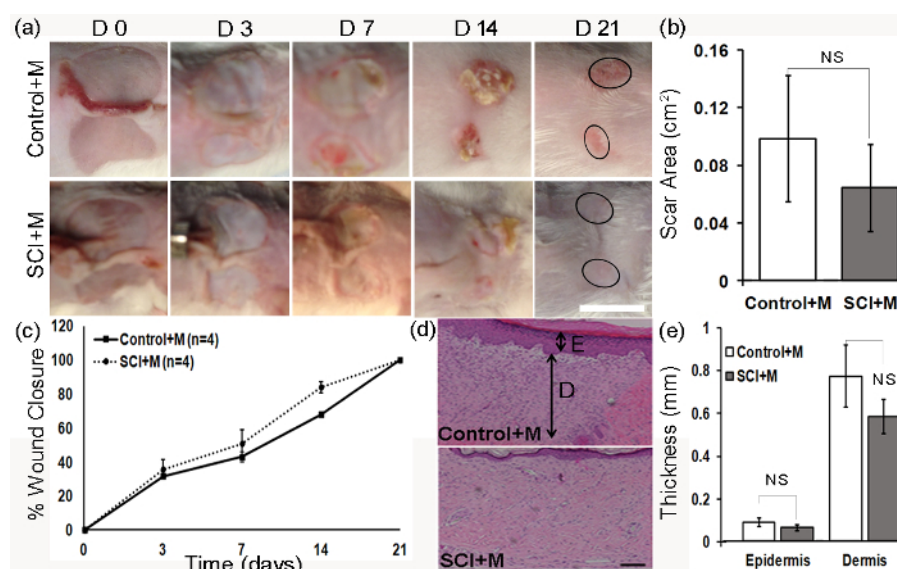 (a) D 0 D 3 D 7 D 14 D 21
Control+M
SCI+M
(b)
Scar Area (cm²)
0.16
0.12
0.08
0.04
0
NS
Control+M SCI+M
(c)
% Wound Closure
120
100
80
60
40
20
0
Control+M (n=4)
SCI+M (n=4)
0 3 7 14 21
Time (days)
(d)
E
D
Control+M
SCI+M
(e)
Thickness (mm)
1
0.8
0.6
0.4
0.2
0
Control+M
SCI+M
NS
NS
Epidermis Dermis